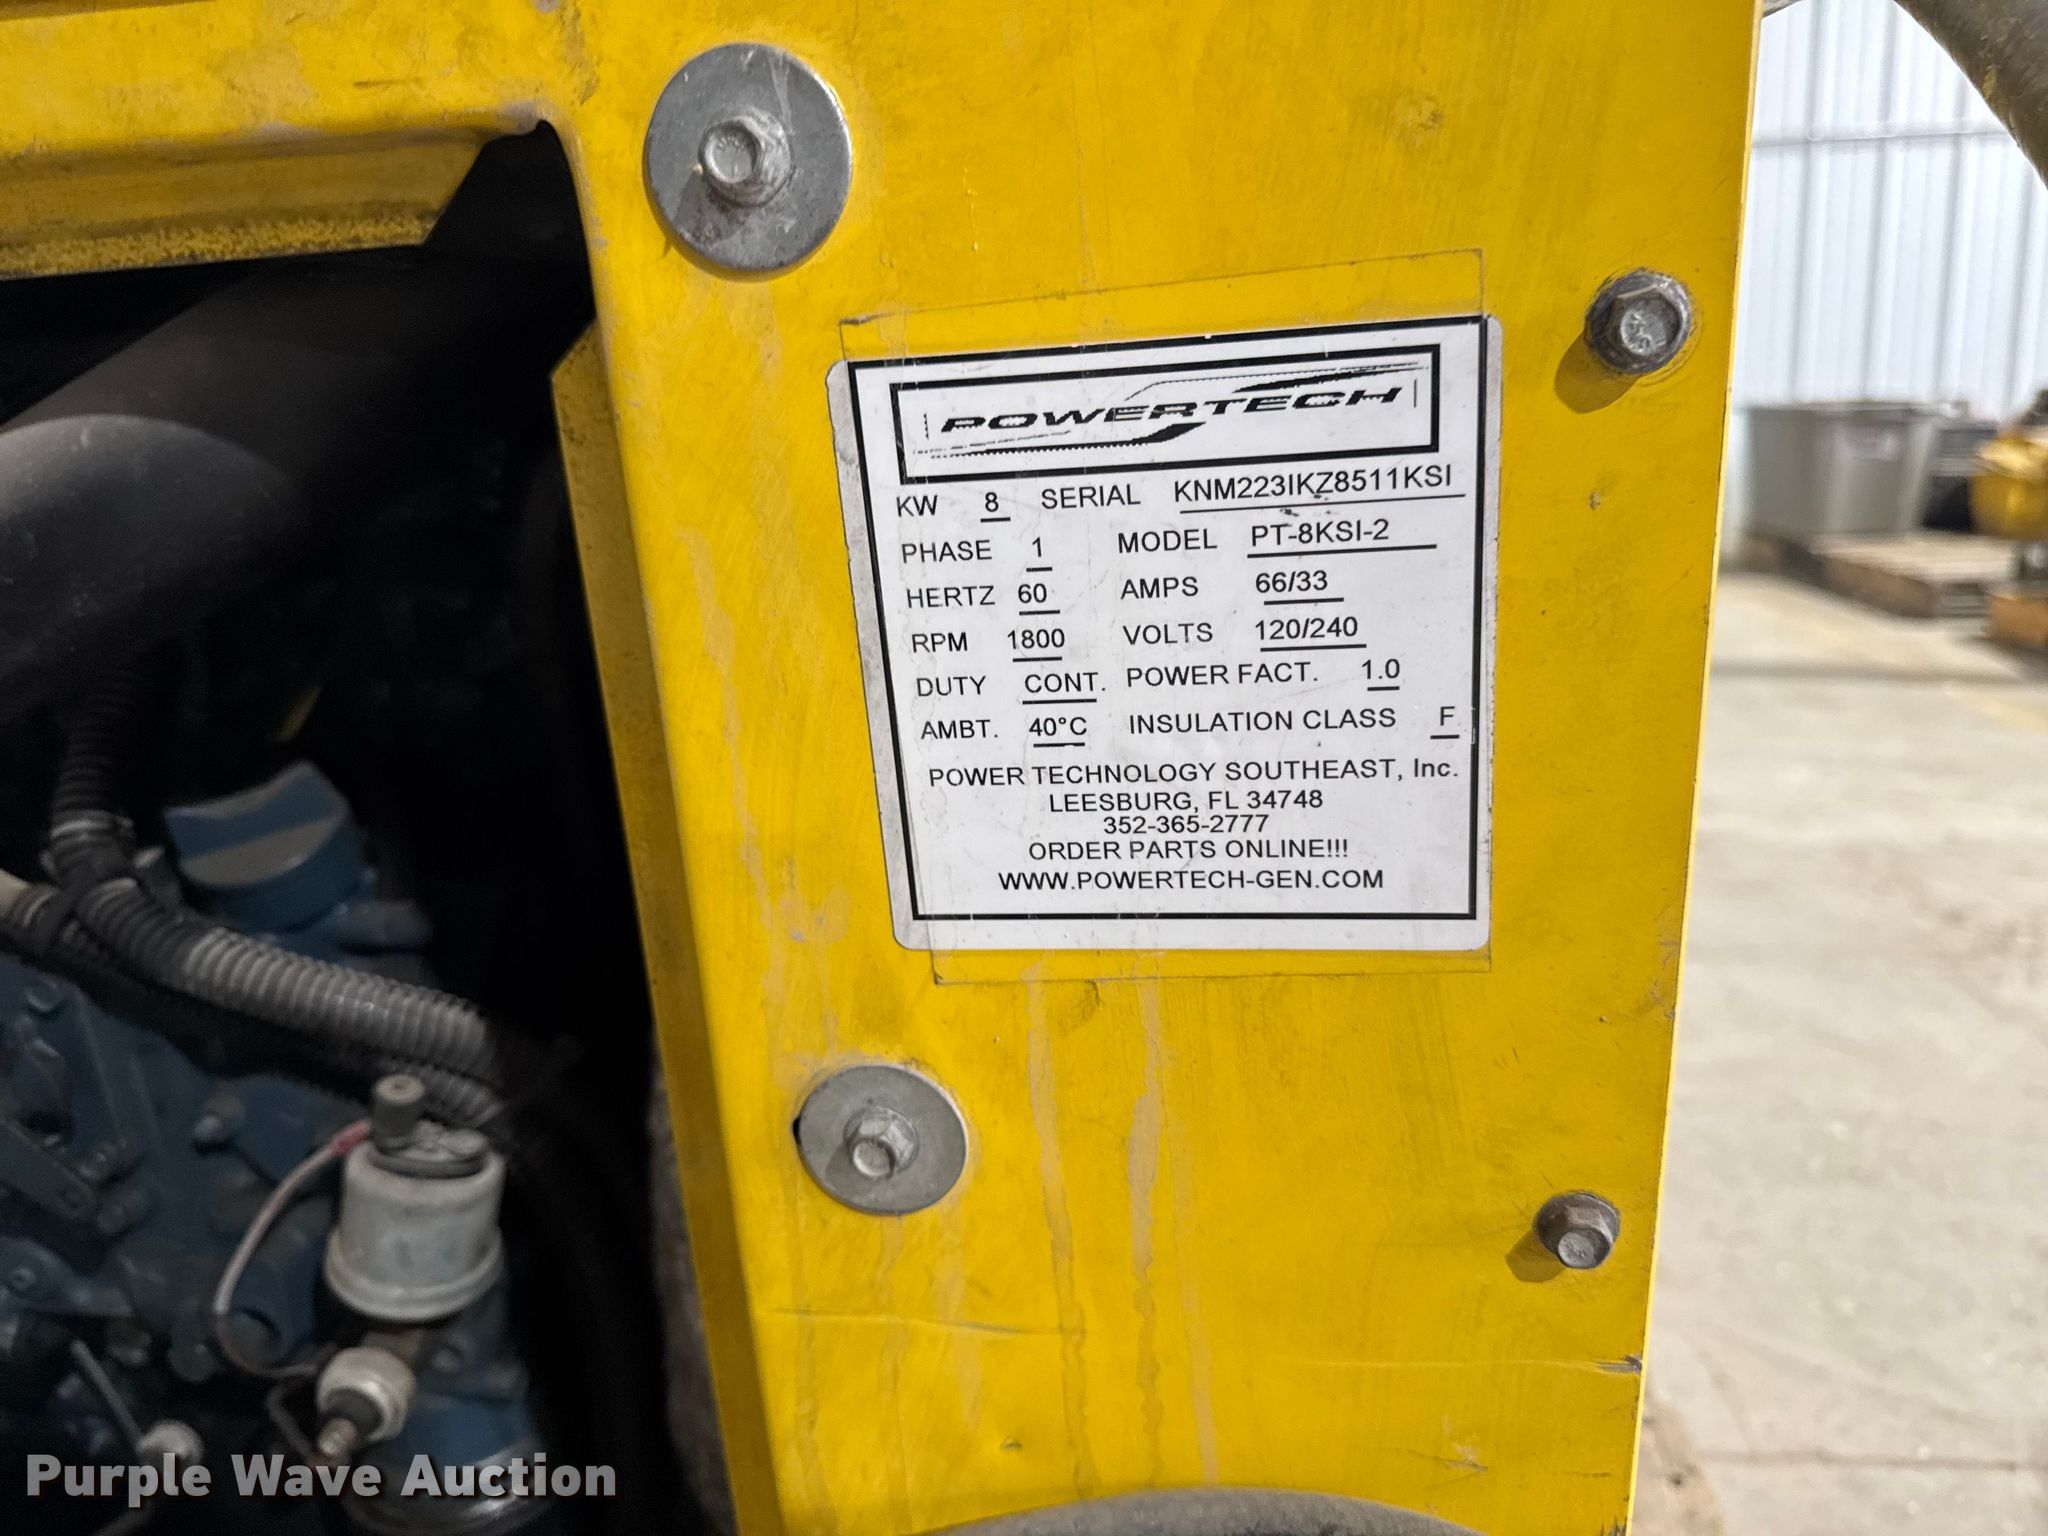 POWERTECH
KW 8 SERIAL KNM223IKZ8511KSI
PHASE 1 MODEL PT-8KSI-2
HERTZ 60 AMPS 66/33
RPM 1800 VOLTS 120/240
DUTY CONT. POWER FACT. 1.0
AMBT. 40°C INSULATION CLASS F
POWER TECHNOLOGY SOUTHEAST, Inc.
LEESBURG, FL 34748
352-365-2777
ORDER PARTS ONLINE!!!
WWW.POWERTECH-GEN.COM
Purple Wave Auction